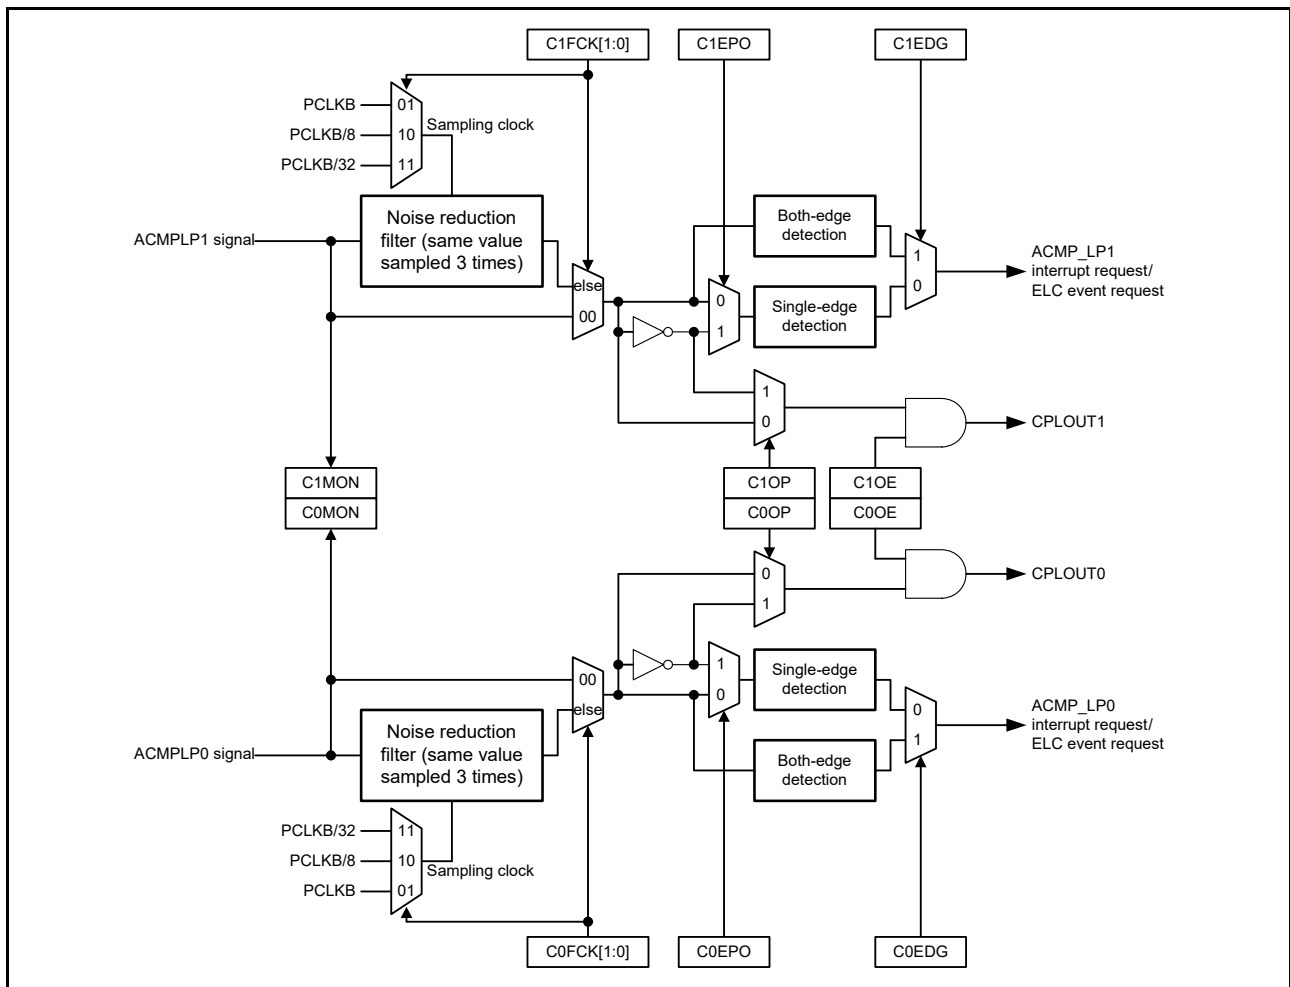 C1FCK[1:0]
C1EPO
C1EDG
PCLKB
01
PCLKB/8
10
Sampling clock
PCLKB/32
11
Noise reduction
filter (same value
sampled 3 times)
ACMPLP1 signal
else
00
Both-edge
detection
0
1
Single-edge
detection
1
0
ACMP_LP1
interrupt request/
ELC event request
1
0
CPLOUT1
C1MON
C0MON
C1OP
C0OP
C1OE
C0OE
0
1
CPLOUT0
00
else
1
0
Single-edge
detection
Both-edge
detection
0
1
ACMP_LP0
interrupt request/
ELC event request
ACMPLP0 signal
Noise reduction
filter (same value
sampled 3 times)
PCLKB/32
11
PCLKB/8
10
Sampling clock
PCLKB
01
C0FCK[1:0]
C0EPO
C0EDG